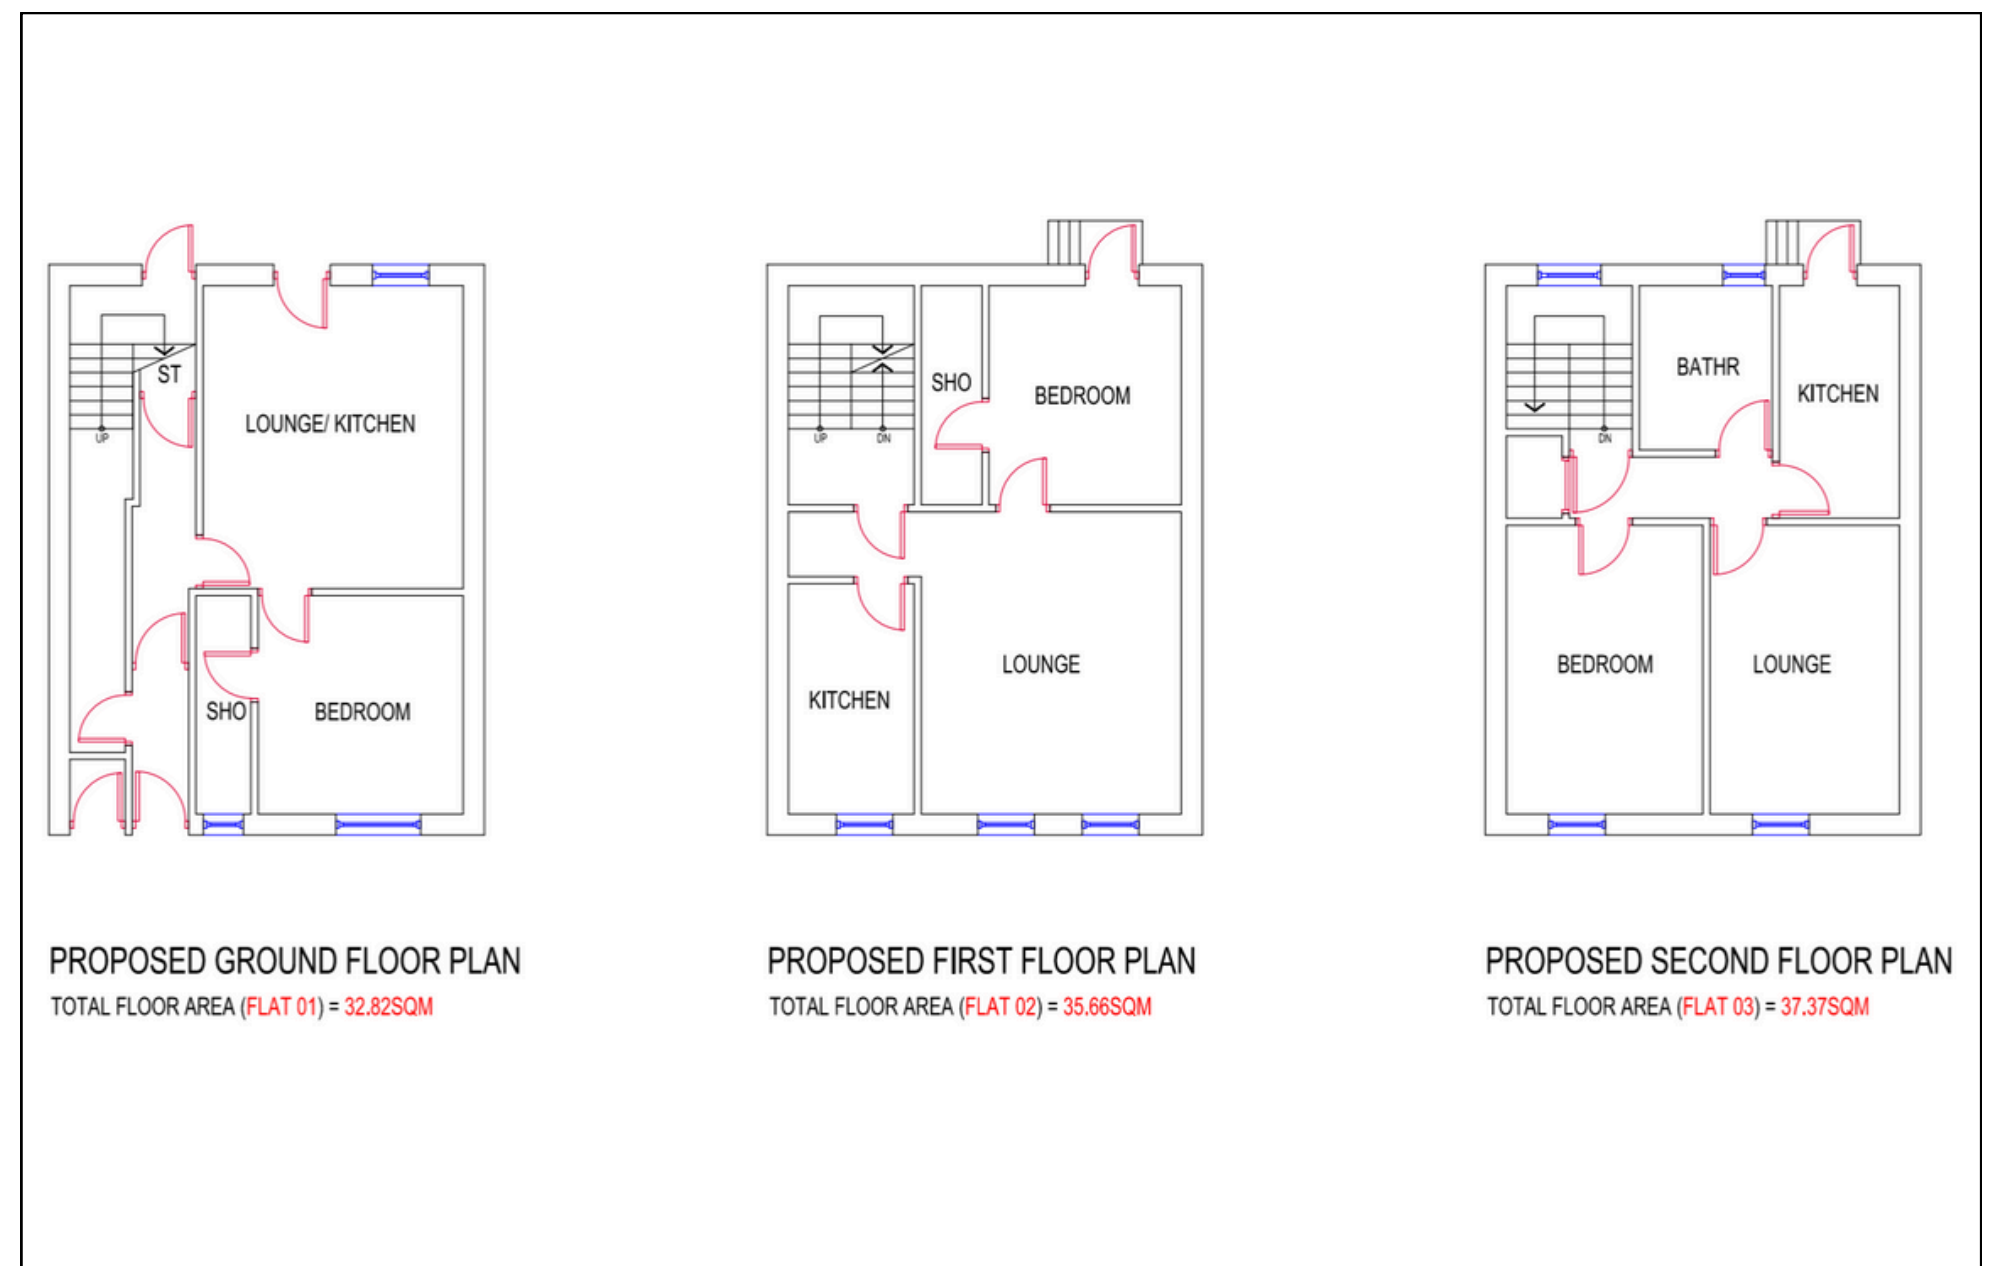 ST
LOUNGE/ KITCHEN
UP
SHO
BEDROOM
PROPOSED GROUND FLOOR PLAN
TOTAL FLOOR AREA (FLAT 01) = 32.82SQM
SHO
BEDROOM
UP
DN
LOUNGE
KITCHEN
PROPOSED FIRST FLOOR PLAN
TOTAL FLOOR AREA (FLAT 02) = 35.66SQM
BATHR
KITCHEN
DN
BEDROOM
LOUNGE
PROPOSED SECOND FLOOR PLAN
TOTAL FLOOR AREA (FLAT 03) = 37.37SQM